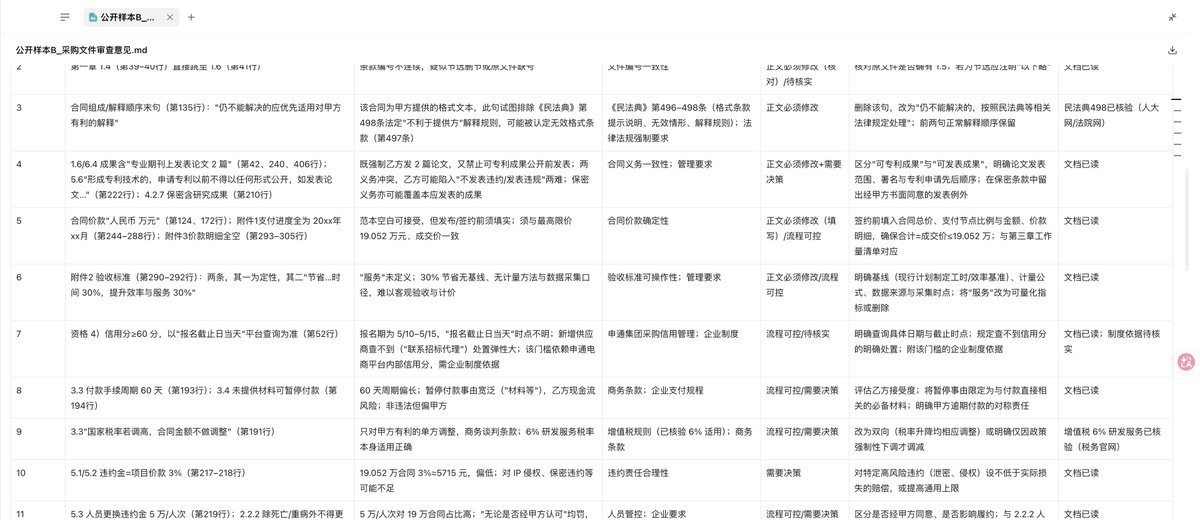 公开样本B_...
公开样本B_采购文件审查意见.md
2
第一章 1.4（第39–40行）直接跳至 1.6（第41行）
条款编号不连续，疑似节选删节或原文件缺号
文件编号一致性
正文必须修改（核
对）/待核实
核对原文件是否确有 1.5；若为节选应注明"以下略"
文档已读
3
合同组成/解释顺序末句（第135行）："仍不能解决的应优先适用对甲方
有利的解释"
该合同为甲方提供的格式文本，此句试图排除《民法典》第
498条法定"不利于提供方"解释规则，可能被认定无效格式条
款（第497条）
《民法典》第496–498条（格式条款
提示说明、无效情形、解释规则）；法
律法规强制要求
正文必须修改
删除该句，改为"仍不能解决的，按照民法典等相关
法律规定处理"；前两句正常解释顺序保留
民法典498已核验（人大
网/法院网）
4
1.6/6.4 成果含"专业期刊上发表论文 2 篇"（第42、240、406行）；
5.6"形成专利技术的，申请专利以前不得以任何形式公开，如发表论
文..."（第222行）；4.2.7 保密含研究成果（第210行）
既强制乙方发 2 篇论文，又禁止可专利成果公开前发表；两
义务冲突，乙方可能陷入"不发表违约/发表违规"两难；保密
义务亦可能覆盖本应发表的成果
合同义务一致性；管理要求
正文必须修改+需要
决策
区分"可专利成果"与"可发表成果"，明确论文发表
范围、署名与专利申请先后顺序；在保密条款中留
出经甲方书面同意的发表例外
文档已读
5
合同价款"人民币 万元"（第124、172行）；附件1支付进度全为 20xx年
xx月（第244–288行）；附件3价款明细全空（第293–305行）
范本空白可接受，但发布/签约前须填实；须与最高限价
19.052 万元、成交价一致
合同价款确定性
正文必须修改（填
写）/流程可控
签约前填入合同总价、支付节点比例与金额、价款
明细，确保合计=成交价≤19.052 万；与第三章工作
量清单对应
文档已读
6
附件2 验收标准（第290–292行）：两条，其一为定性，其二"节省...时
间 30%，提升效率与服务 30%"
"服务"未定义；30% 节省无基线、无计量方法与数据采集口
径，难以客观验收与计价
验收标准可操作性；管理要求
正文必须修改/流程
可控
明确基线（现行计划制定工时/效率基准）、计量公
式、数据来源与采集时点；将"服务"改为可量化指
标或删除
文档已读
7
资格 4）信用分≥60 分，以"报名截止日当天"平台查询为准（第52行）
报名期为 5/10–5/15，"报名截止日当天"时点不明；新增供应
商查不到（"联系招标代理"）处置弹性大；该门槛依赖申通电
商平台内部信用分，需企业制度依据
申通集团采购信用管理；企业制度
流程可控/待核实
明确查询具体日期与截止时点；规定查不到信用分
的明确处置；附该门槛的企业制度依据
文档已读；制度依据待核
实
8
3.3 付款手续周期 60 天（第193行）；3.4 未提供材料可暂停付款（第
194行）
60 天周期偏长；暂停付款事由宽泛（"材料等"），乙方现金流
风险；非违法但偏甲方
商务条款；企业支付规程
流程可控/需要决策
评估乙方接受度；将暂停事由限定为与付款直接相
关的必备材料；明确甲方逾期付款的对称责任
文档已读
9
3.3"国家税率若调高，合同金额不做调整"（第191行）
只对甲方有利的单方调整，商务谈判条款；6% 研发服务税率
本身适用正确
增值税规则（已核验 6% 适用）；商务
条款
流程可控/需要决策
改为双向（税率升降均相应调整）或明确仅因政策
强制性下调才调减
增值税 6% 研发服务已核
验（税务官网）
10
5.1/5.2 违约金=项目价款 3%（第217–218行）
19.052 万合同 3%≈5715 元，偏低；对 IP 侵权、保密违约等
可能不足
违约责任合理性
需要决策
对特定高风险违约（泄密、侵权）设不低于实际损
失的赔偿，或提高通用上限
文档已读
11
5.3 人员更换违约金 5 万/人次（第219行）；2.2.2 除死亡/重病外不得更
5 万/人次对 19 万合同占比高；"无论是否经甲方认可"均罚，
人员管控；企业要求
流程可控/需要决策
区分是否经甲方同意、是否影响履约；与 2.2.2 人
文档已读